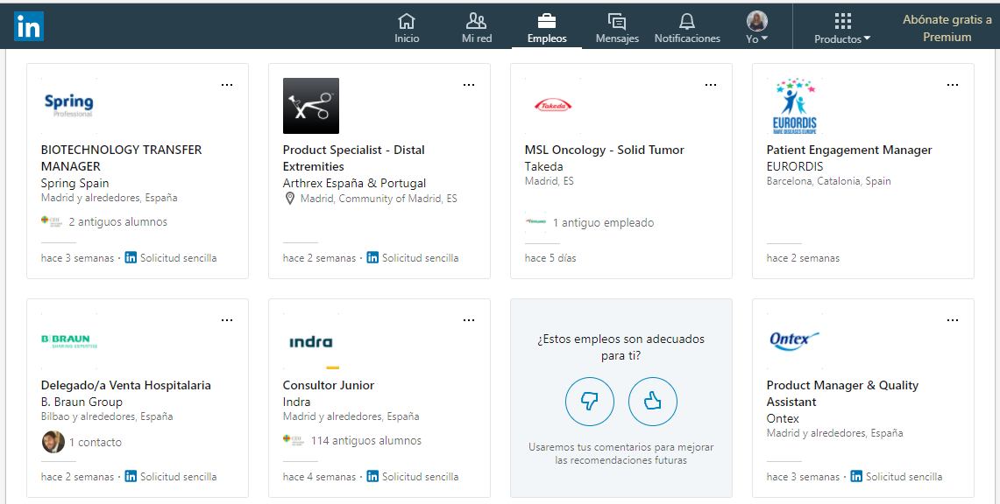 in
Inicio
Mi red
Empleos
Mensajes
Notificaciones
Yo
Productos
Abónate gratis a
Premium
Spring
Professional
BIOTECHNOLOGY TRANSFER
MANAGER
Spring Spain
Madrid y alrededores, España
2 antiguos alumnos
hace 3 semanas · in Solicitud sencilla
Product Specialist - Distal
Extremities
Arthrex España & Portugal
Madrid, Community of Madrid, ES
hace 2 semanas · in Solicitud sencilla
Takeda
MSL Oncology - Solid Tumor
Takeda
Madrid, ES
1 antiguo empleado
hace 5 días
EURORDIS
RARE DISEASES EUROPE
Patient Engagement Manager
EURORDIS
Barcelona, Catalonia, Spain
hace 2 semanas
B BRAUN
SHARING EXPERTISE
Delegado/a Venta Hospitalaria
B. Braun Group
Bilbao y alrededores, España
1 contacto
hace 2 semanas · in Solicitud sencilla
indra
Consultor Junior
Indra
Madrid y alrededores, España
114 antiguos alumnos
hace 4 semanas · in Solicitud sencilla
¿Estos empleos son adecuados
para ti?
Usaremos tus comentarios para mejorar
las recomendaciones futuras
Ontex
Product Manager & Quality
Assistant
Ontex
Madrid y alrededores, España
hace 3 semanas · in Solicitud sencilla